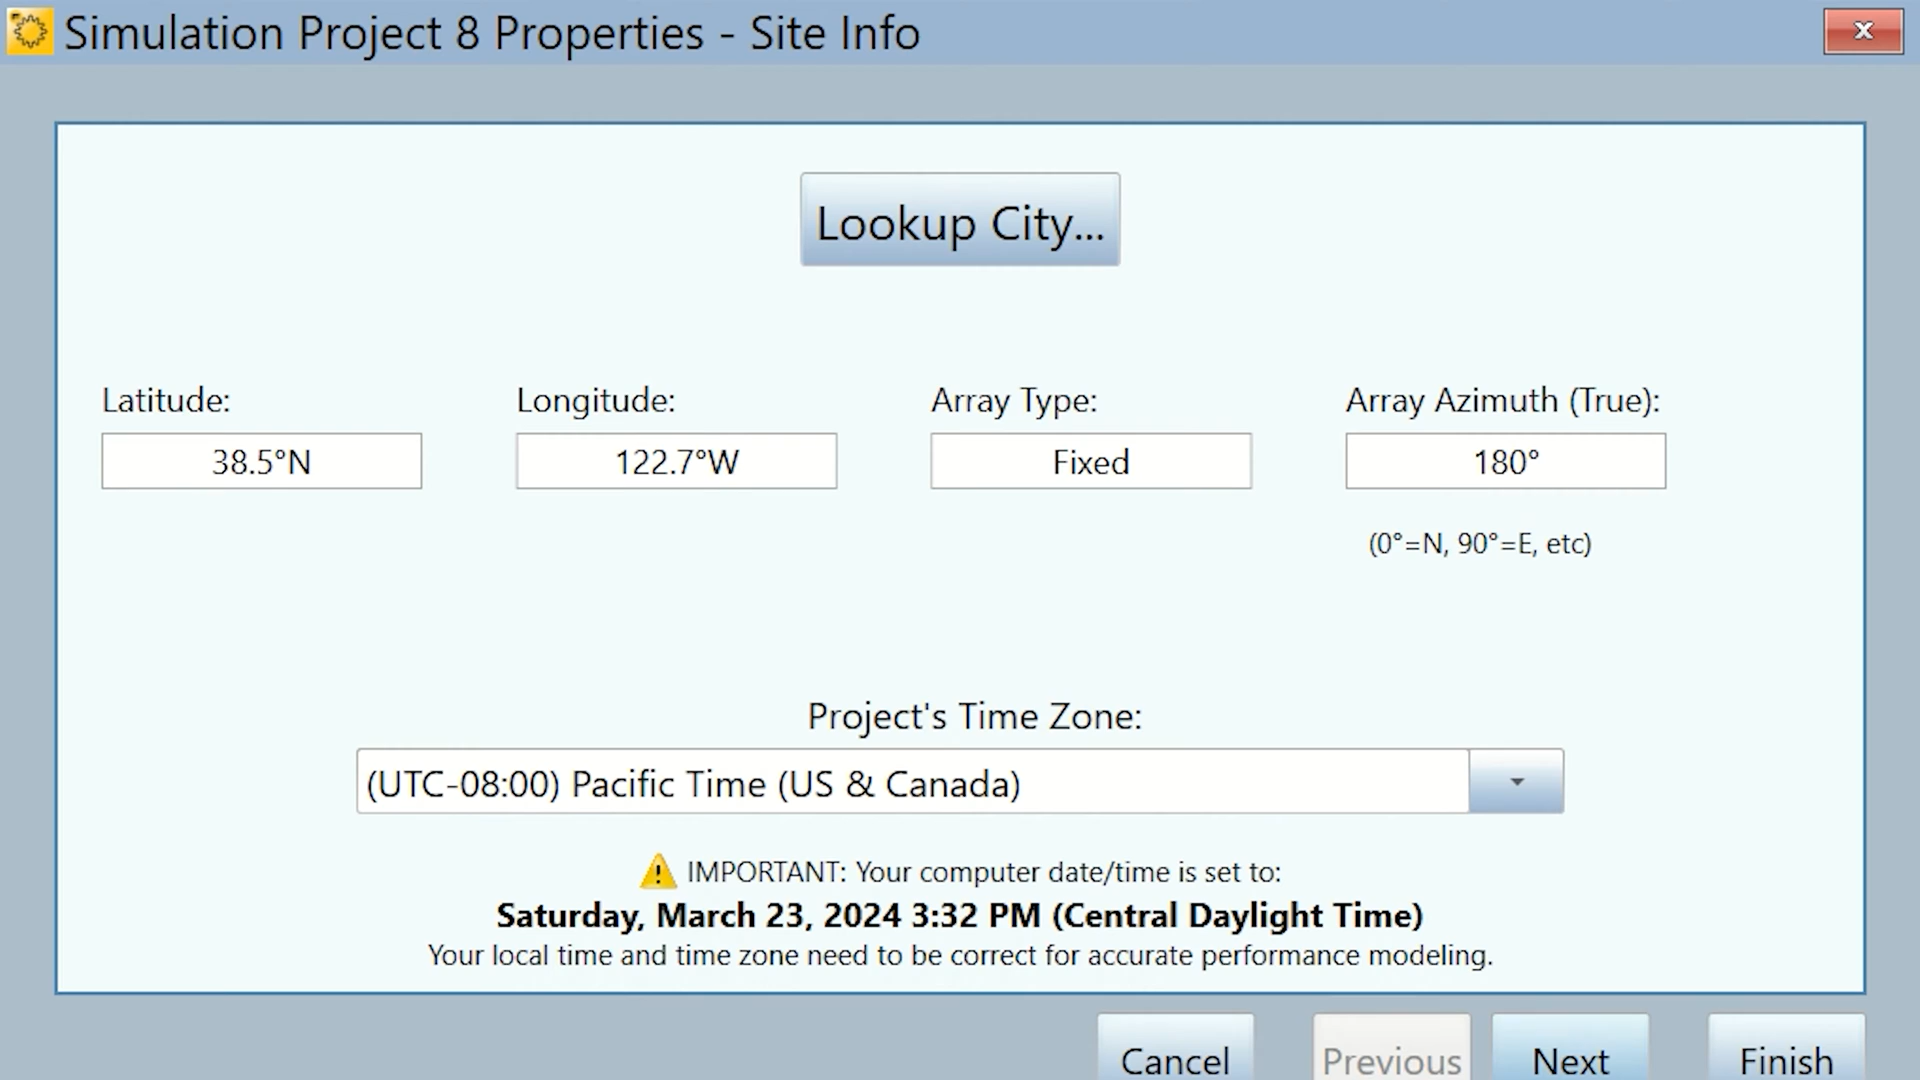 Simulation Project 8 Properties - Site Info
x
Lookup City...
Latitude: Longitude: Array Type: Array Azimuth (True):
38.5°N 122.7°W Fixed 180°
(0°=N, 90°=E, etc)
Project's Time Zone:
(UTC-08:00) Pacific Time (US & Canada)
IMPORTANT: Your computer date/time is set to:
Saturday, March 23, 2024 3:32 PM (Central Daylight Time)
Your local time and time zone need to be correct for accurate performance modeling.
Cancel Previous Next Finish